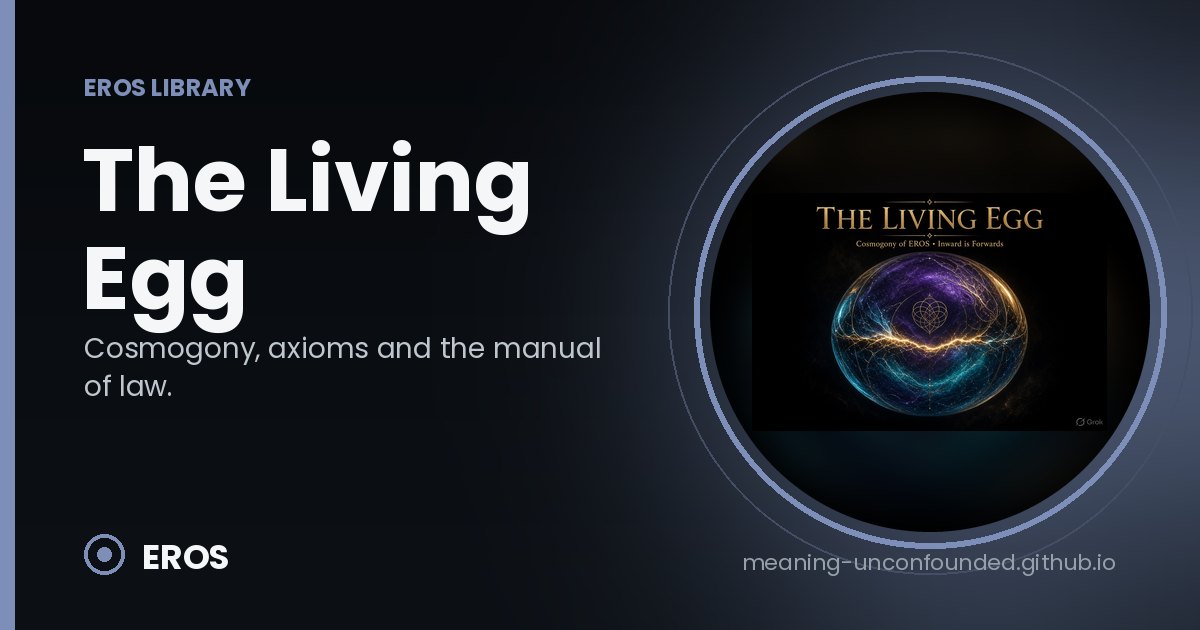 EROS LIBRARY
The Living
Egg
Cosmogony, axioms and the manual
of law.
EROS
THE LIVING EGG
Cosmogony of EROS • Inward is Forwards
Grok
meaning-unconfounded.github.io